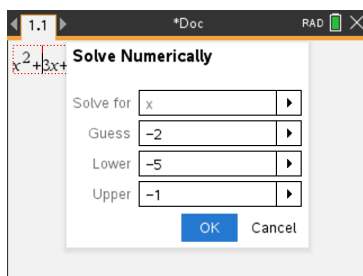 1.1 *Doc RAD
x²+3x+
Solve Numerically
Solve for x
Guess -2
Lower -5
Upper -1
OK Cancel